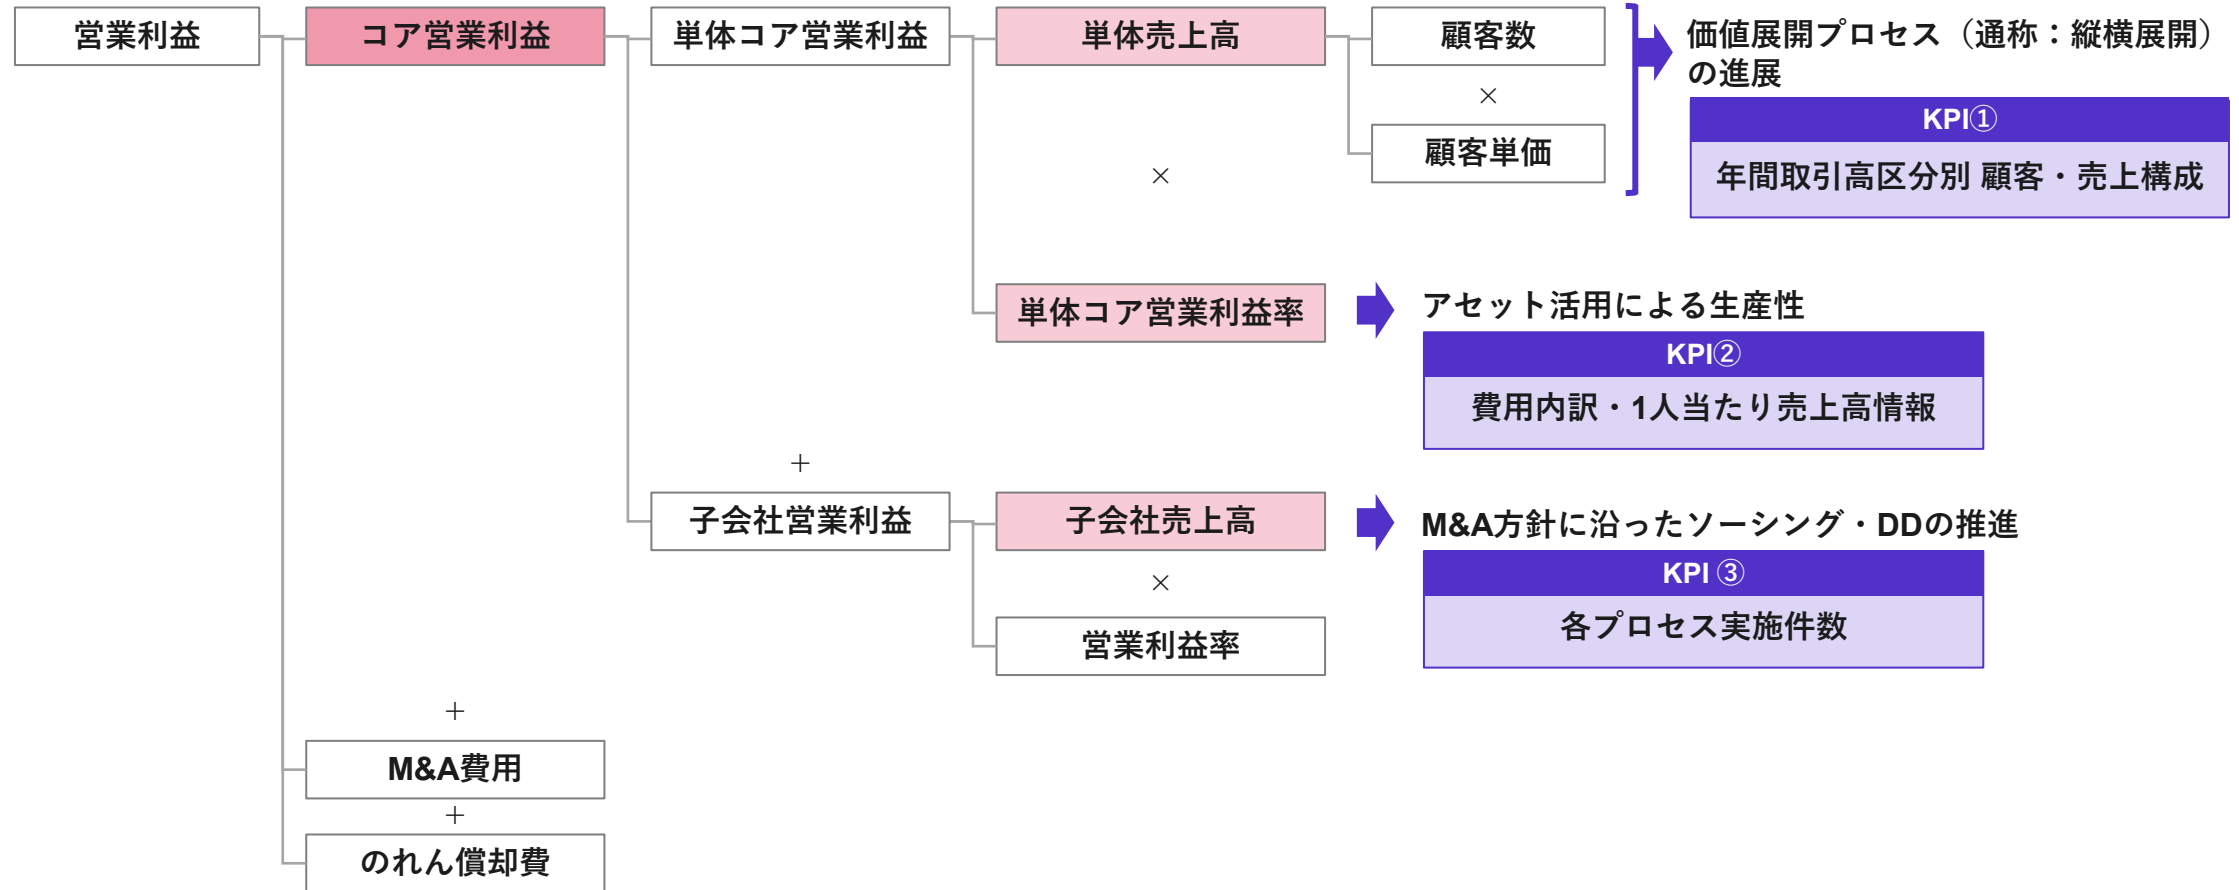 営業利益
コア営業利益
単体コア営業利益
単体売上高
顧客数
×
顧客単価
価値展開プロセス（通称：縦横展開）
の進展
KPI①
年間取引高区分別 顧客・売上構成
×
単体コア営業利益率
アセット活用による生産性
KPI②
費用内訳・1人当たり売上高情報
+
子会社営業利益
子会社売上高
×
営業利益率
M&A方針に沿ったソーシング・DDの推進
KPI ③
各プロセス実施件数
+
M&A費用
+
のれん償却費